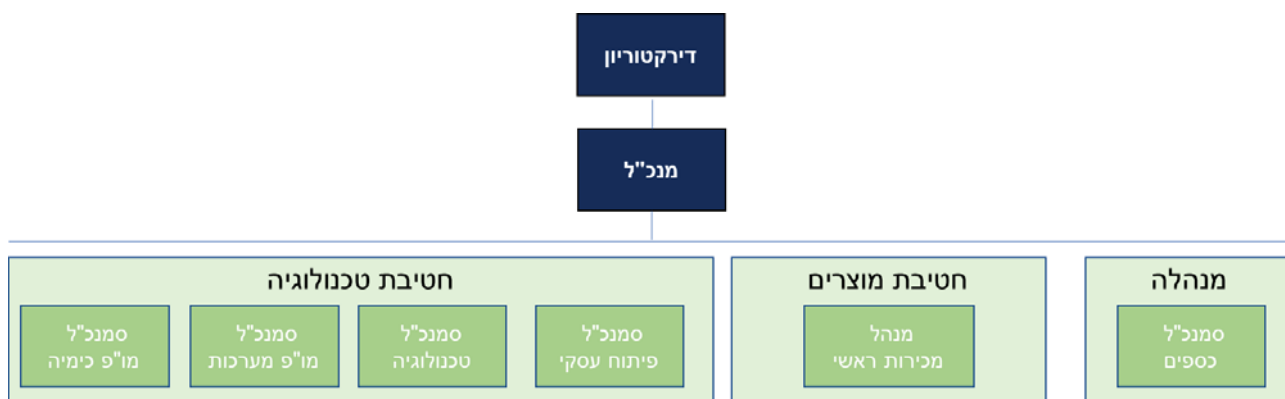 דירקטוריון
מנכ"ל
מנהלה
סמנכ"ל
כספים
חטיבת מוצרים
מנהל
מכירות ראשי
חטיבת טכנולוגיה
סמנכ"ל
פיתוח עסקי
סמנכ"ל
טכנולוגיה
סמנכ"ל
מו"פ מערכות
סמנכ"ל
מו"פ כימיה